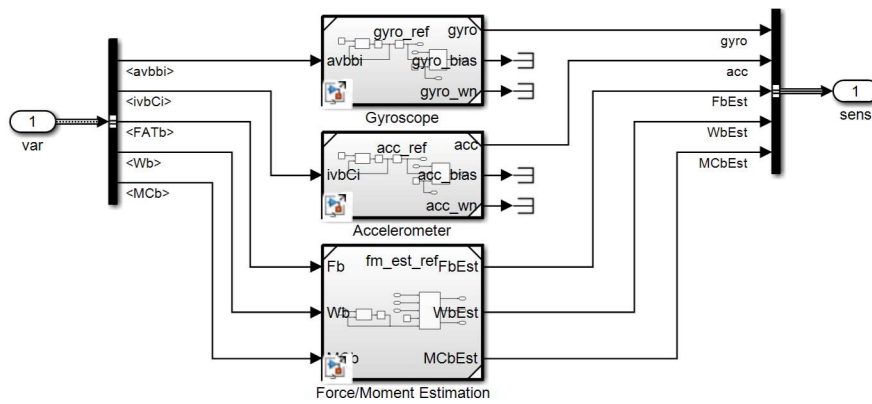 1
var
<avbbi>
<ivbCi>
<FATb>
<Wb>
<MCb>
gyro_ref
gyro
avbbi
gyro_bias
gyro_wn
Gyroscope
acc_ref
acc
ivbCi
acc_bias
acc_wn
Accelerometer
fm_est_ref
Fb
FbEst
Wb
WbEst
MCb
MCbEst
Force/Moment Estimation
gyro
acc
FbEst
WbEst
MCbEst
1
sens